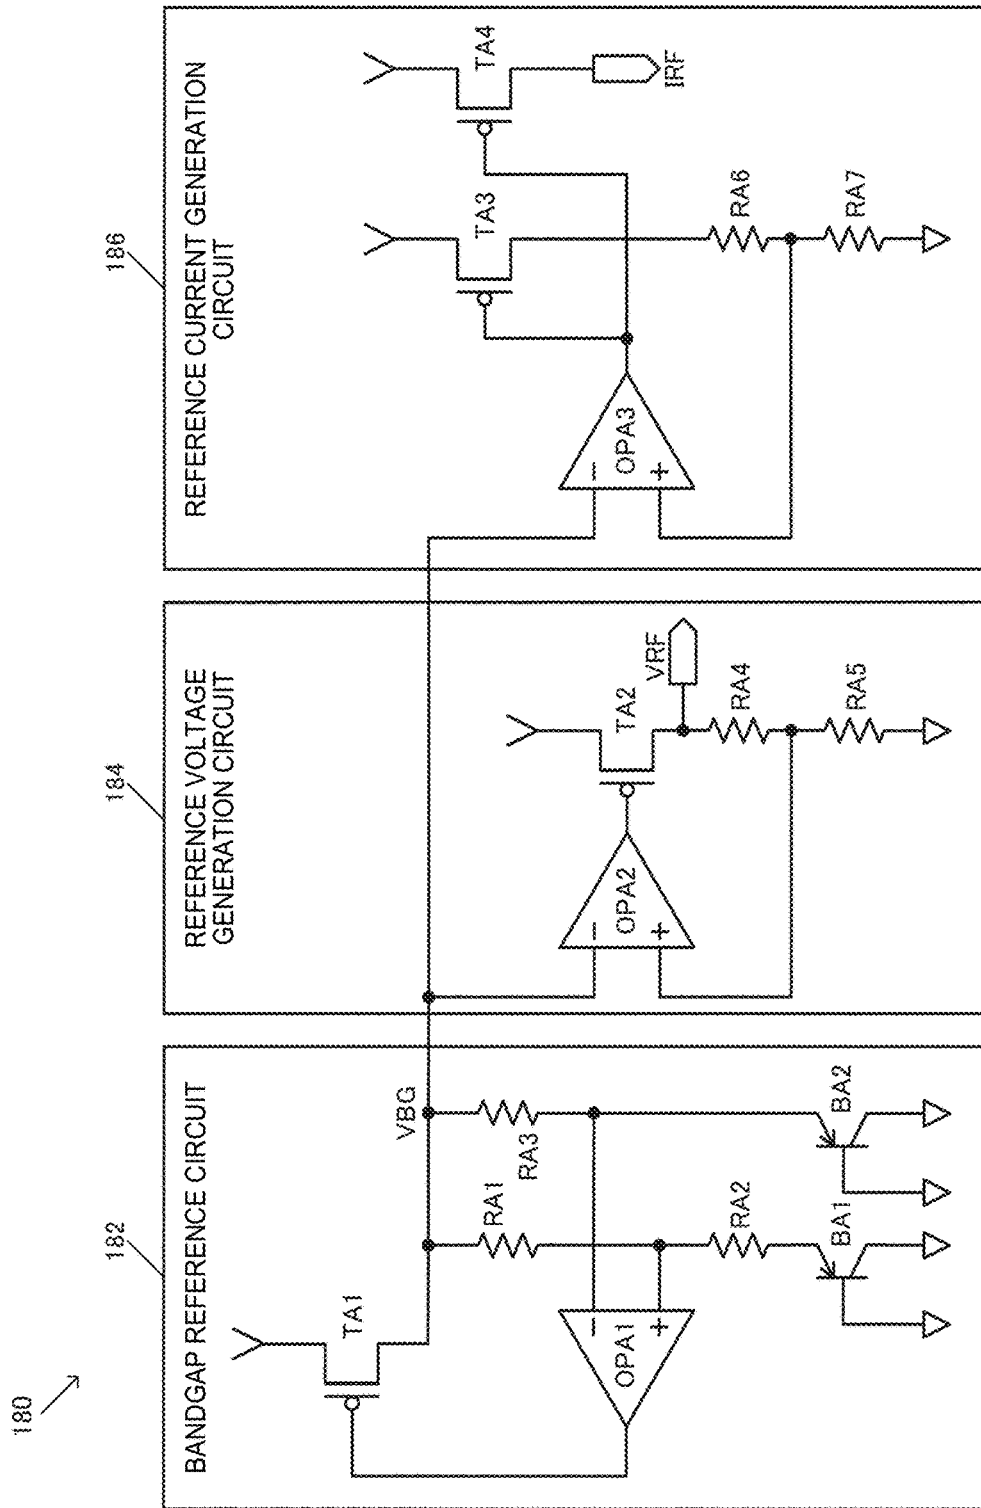 180
182
BANDGAP REFERENCE CIRCUIT
TA1
VBG
RA1
RA3
OPA1
−
+
RA2
BA1
BA2
184
REFERENCE VOLTAGE
GENERATION CIRCUIT
OPA2
−
+
TA2
VRF
RA4
RA5
186
REFERENCE CURRENT GENERATION
CIRCUIT
OPA3
−
+
TA3
TA4
IRF
RA6
RA7